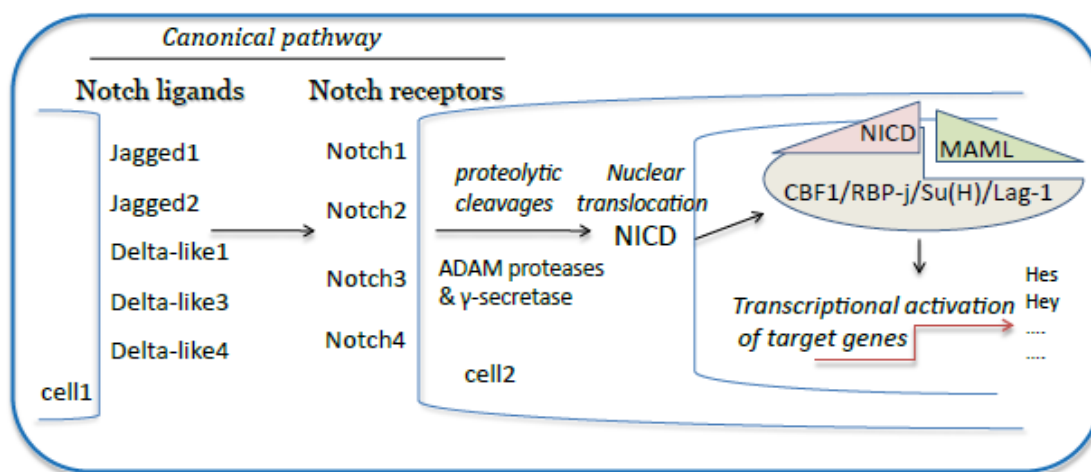 Canonical pathway
Notch ligands
Notch receptors
Jagged1
Jagged2
Delta-like1
Delta-like3
Delta-like4
cell1
Notch1
Notch2
Notch3
Notch4
proteolytic
cleavages
ADAM proteases
& γ-secretase
cell2
Nuclear
translocation
NICD
NICD
MAML
CBF1/RBP-j/Su(H)/Lag-1
Transcriptional activation
of target genes
Hes
Hey
....
....